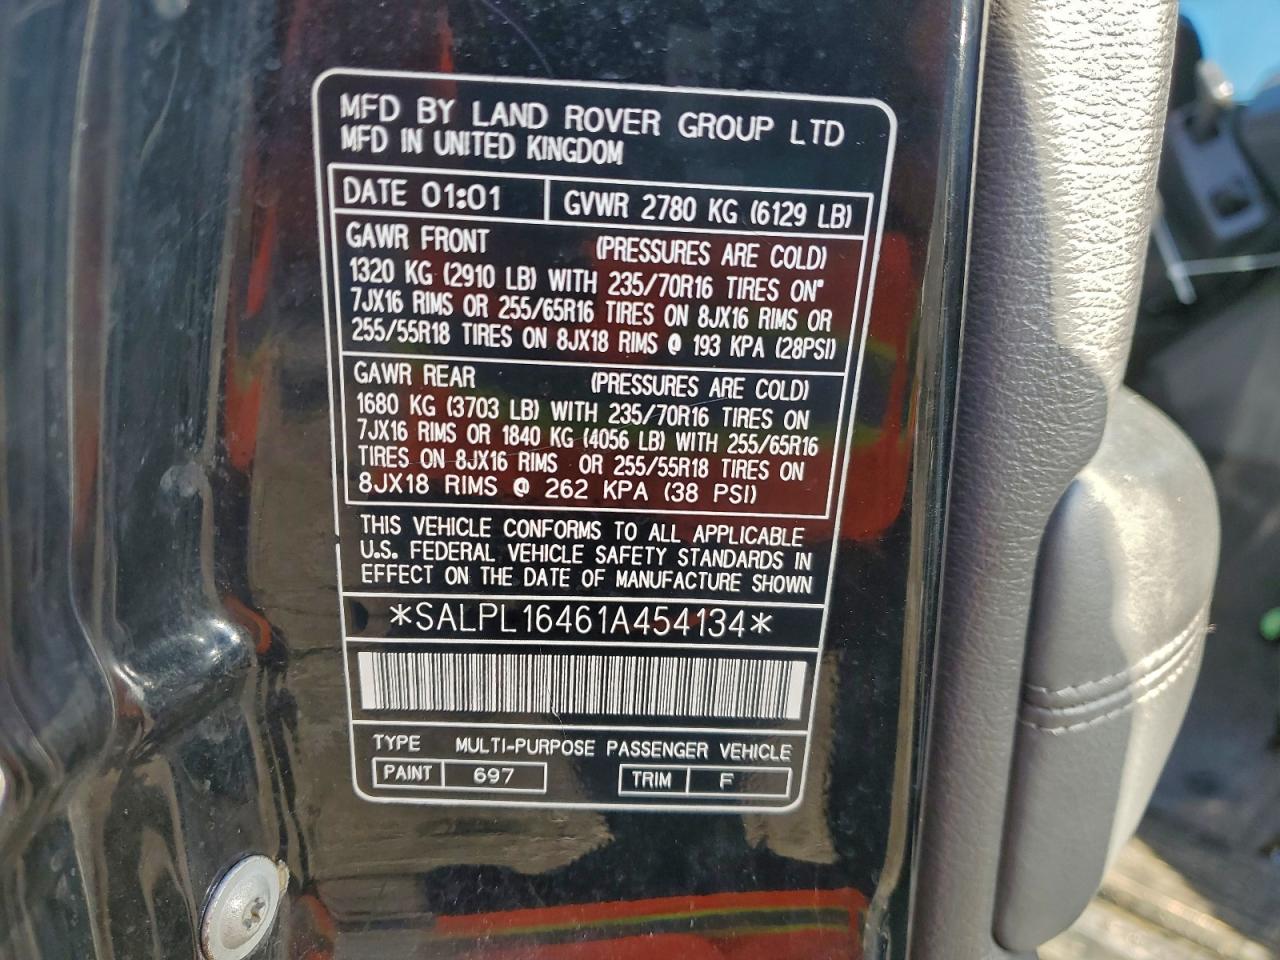 MFD BY LAND ROVER GROUP LTD
MFD IN UNITED KINGDOM
DATE 01:01 GVWR 2780 KG (6129 LB)
GAWR FRONT (PRESSURES ARE COLD)
1320 KG (2910 LB) WITH 235/70R16 TIRES ON
7JX16 RIMS OR 255/65R16 TIRES ON 8JX16 RIMS OR
255/55R18 TIRES ON 8JX18 RIMS @ 193 KPA (28PSI)
GAWR REAR (PRESSURES ARE COLD)
1680 KG (3703 LB) WITH 235/70R16 TIRES ON
7JX16 RIMS OR 1840 KG (4056 LB) WITH 255/65R16
TIRES ON 8JX16 RIMS OR 255/55R18 TIRES ON
8JX18 RIMS @ 262 KPA (38 PSI)
THIS VEHICLE CONFORMS TO ALL APPLICABLE
U.S. FEDERAL VEHICLE SAFETY STANDARDS IN
EFFECT ON THE DATE OF MANUFACTURE SHOWN
*SALPL16461A454134*
TYPE MULTI-PURPOSE PASSENGER VEHICLE
PAINT 697 TRIM F